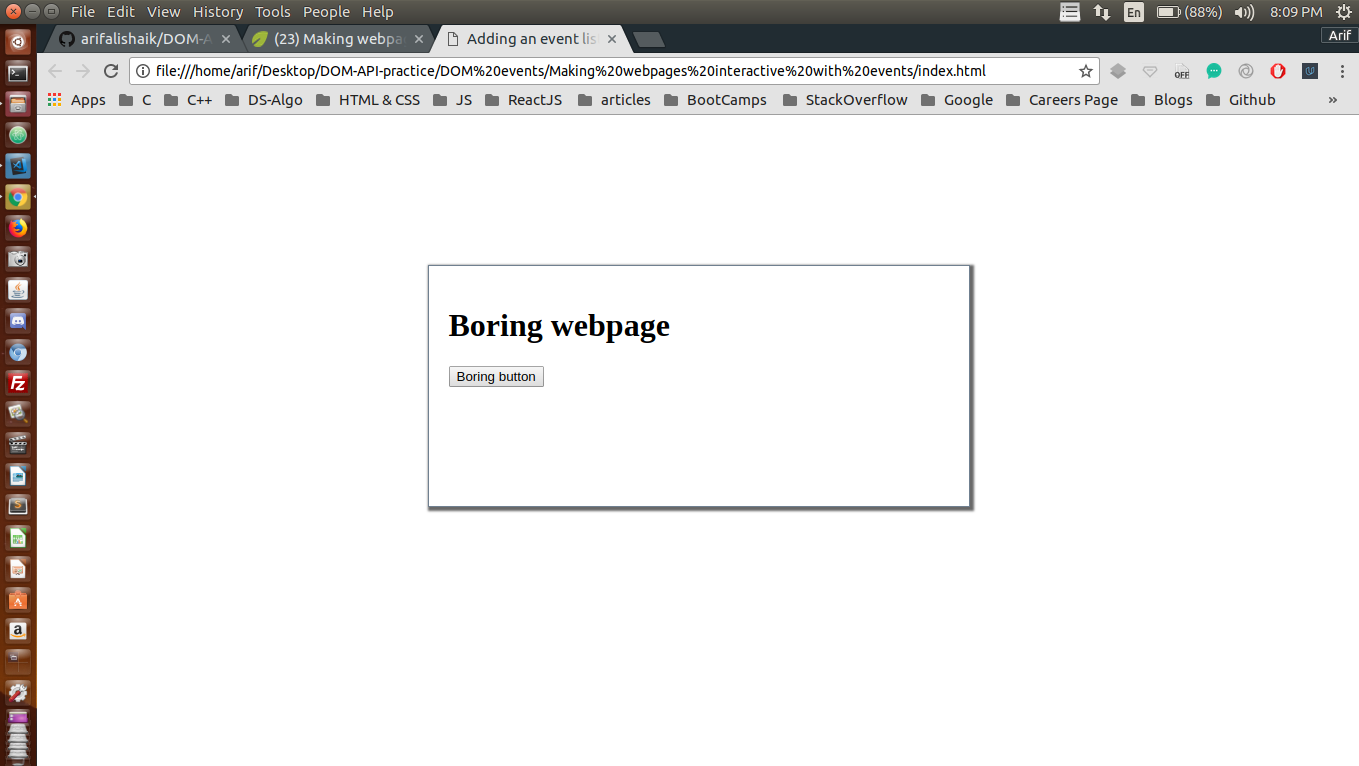 File Edit View History Tools People Help En (88%) 8:09 PM
arifalishaik/DOM-A (23) Making webpa Adding an event lis Arif
file:///home/arif/Desktop/DOM-API-practice/DOM%20events/Making%20webpages%20interactive%20with%20events/index.html OFF
Apps C C++ DS-Algo HTML & CSS JS ReactJS articles BootCamps StackOverflow Google Careers Page Blogs Github »
Boring webpage
Boring button